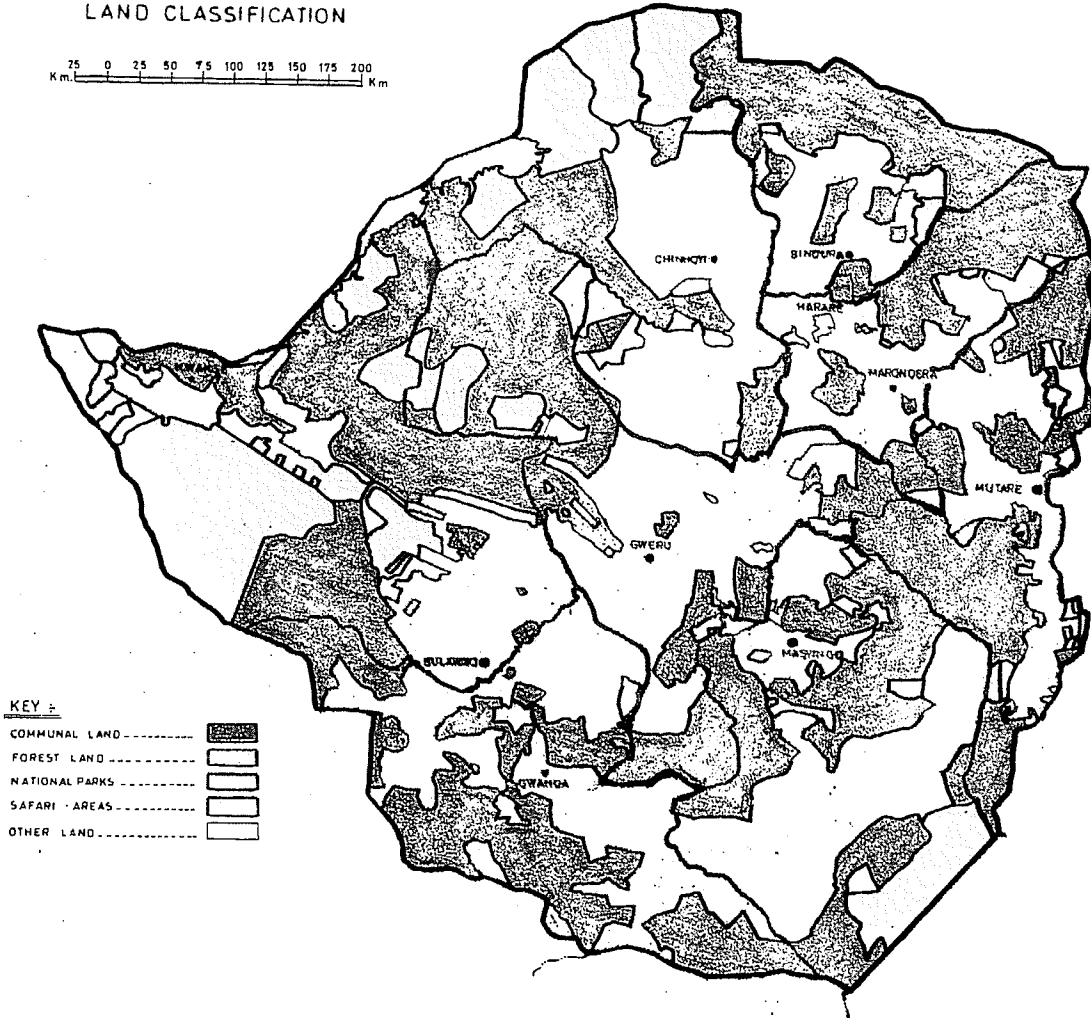 LAND CLASSIFICATION
25 0 25 50 75 100 125 150 175 200
Km. Km
CHINHOYI
BINDURA
HARARE
MARONDERA
MUTARE
GWERU
MASVINGO
GWANDA
KEY :-
COMMUNAL LAND ----------
FOREST LAND ----------
NATIONAL PARKS ----------
SAFARI - AREAS ----------
OTHER LAND ----------